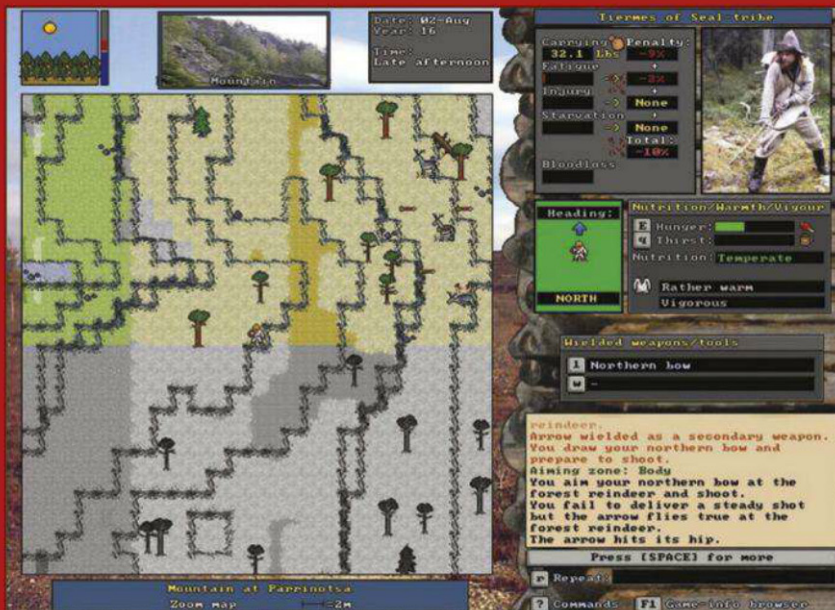 Date: 02-Aug
Year: 16
Time:
Late afternoon
Mountain
Tiermes of Seal-tribe
Carrying
Penalty:
32.1 Lbs
-9%
Fatigue
Injury
None
Starvation
None
Total:
-10%
Bloodloss
Heading:
NORTH
Nutrition/Warmth/Vigour
E Hunger:
q Thirst:
Nutrition: Temperate
Rather warm
Vigorous
Wielded weapons/tools
1 Northern bow
w -
reindeer.
Arrow wielded as a secondary weapon.
You draw your northern bow and
prepare to shoot.
Aiming zone: Body
You aim your northern bow at the
forest reindeer and shoot.
You fail to deliver a steady shot
but the arrow flies true at the
forest reindeer.
The arrow hits its hip.
Press [SPACE] for more
r Repeat:
? Commands F1 Game-info browser
Mountain at Parrinotsa
Zoom map